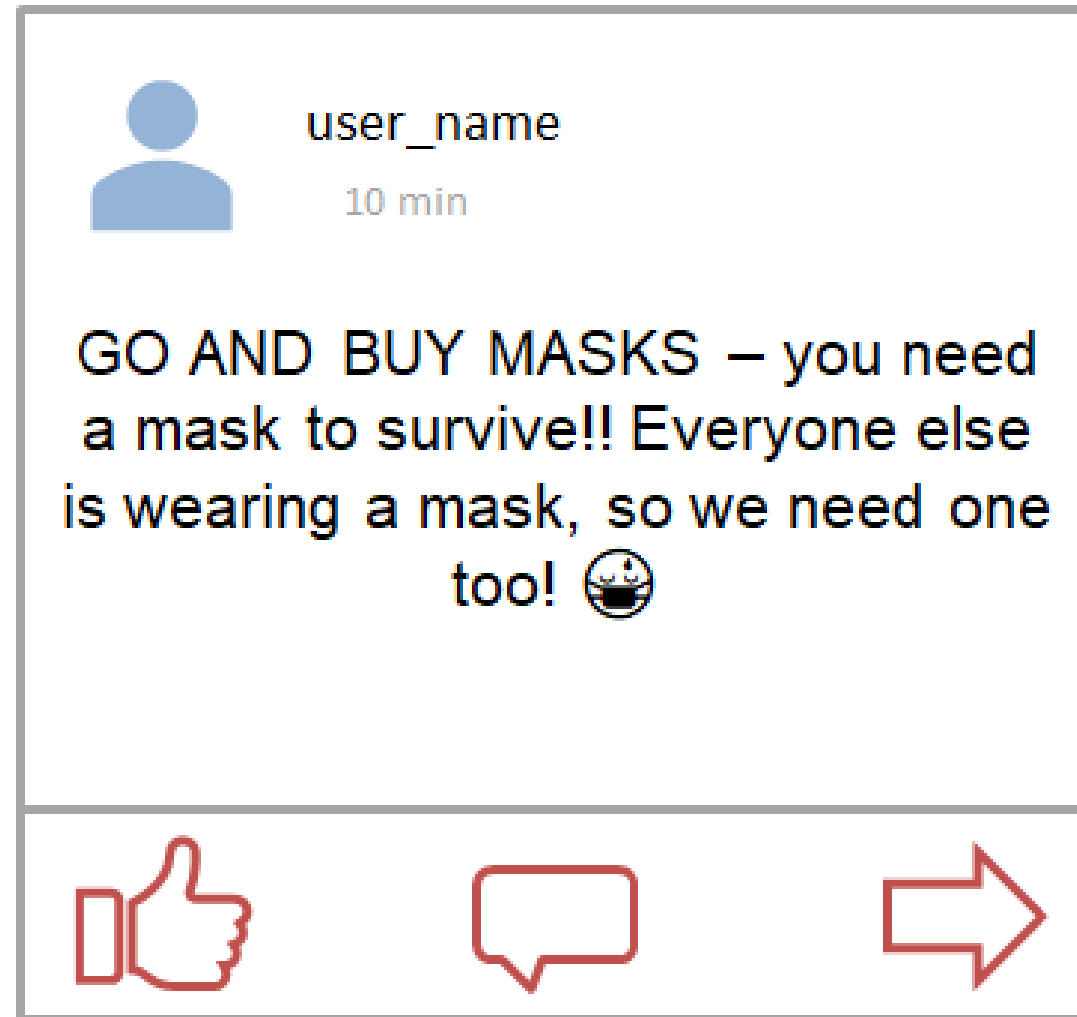 user_name
10 min
GO AND BUY MASKS – you need
a mask to survive!! Everyone else
is wearing a mask, so we need one
too! 😷